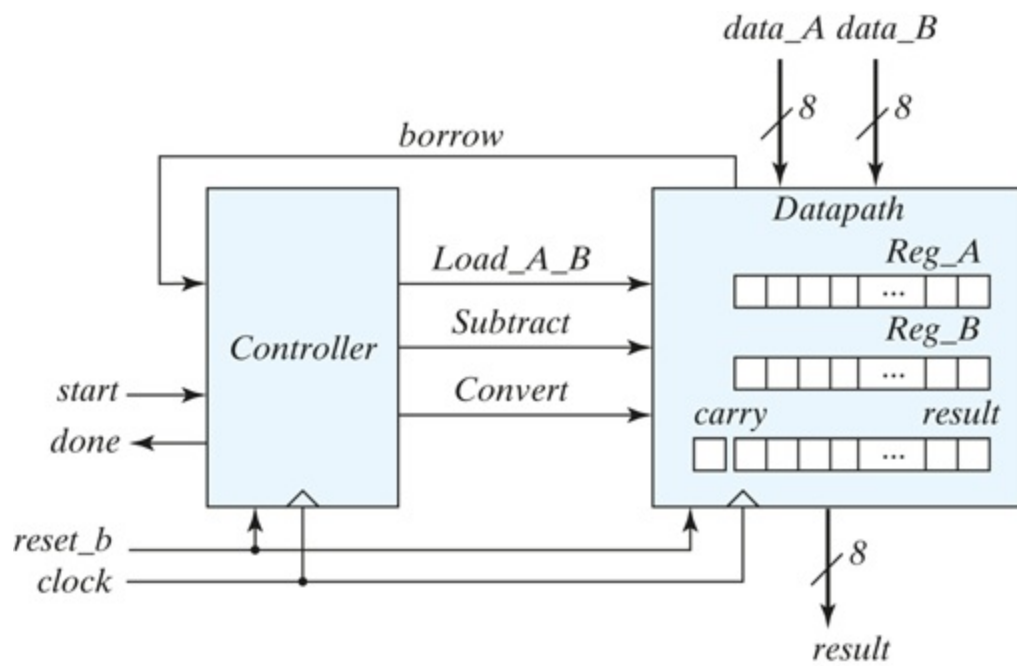 data_A data_B
8 8
borrow
Datapath
Load_A_B
Reg_A
...
Subtract
Reg_B
Controller
...
Convert
start
carry result
done
...
reset_b
clock
8
result